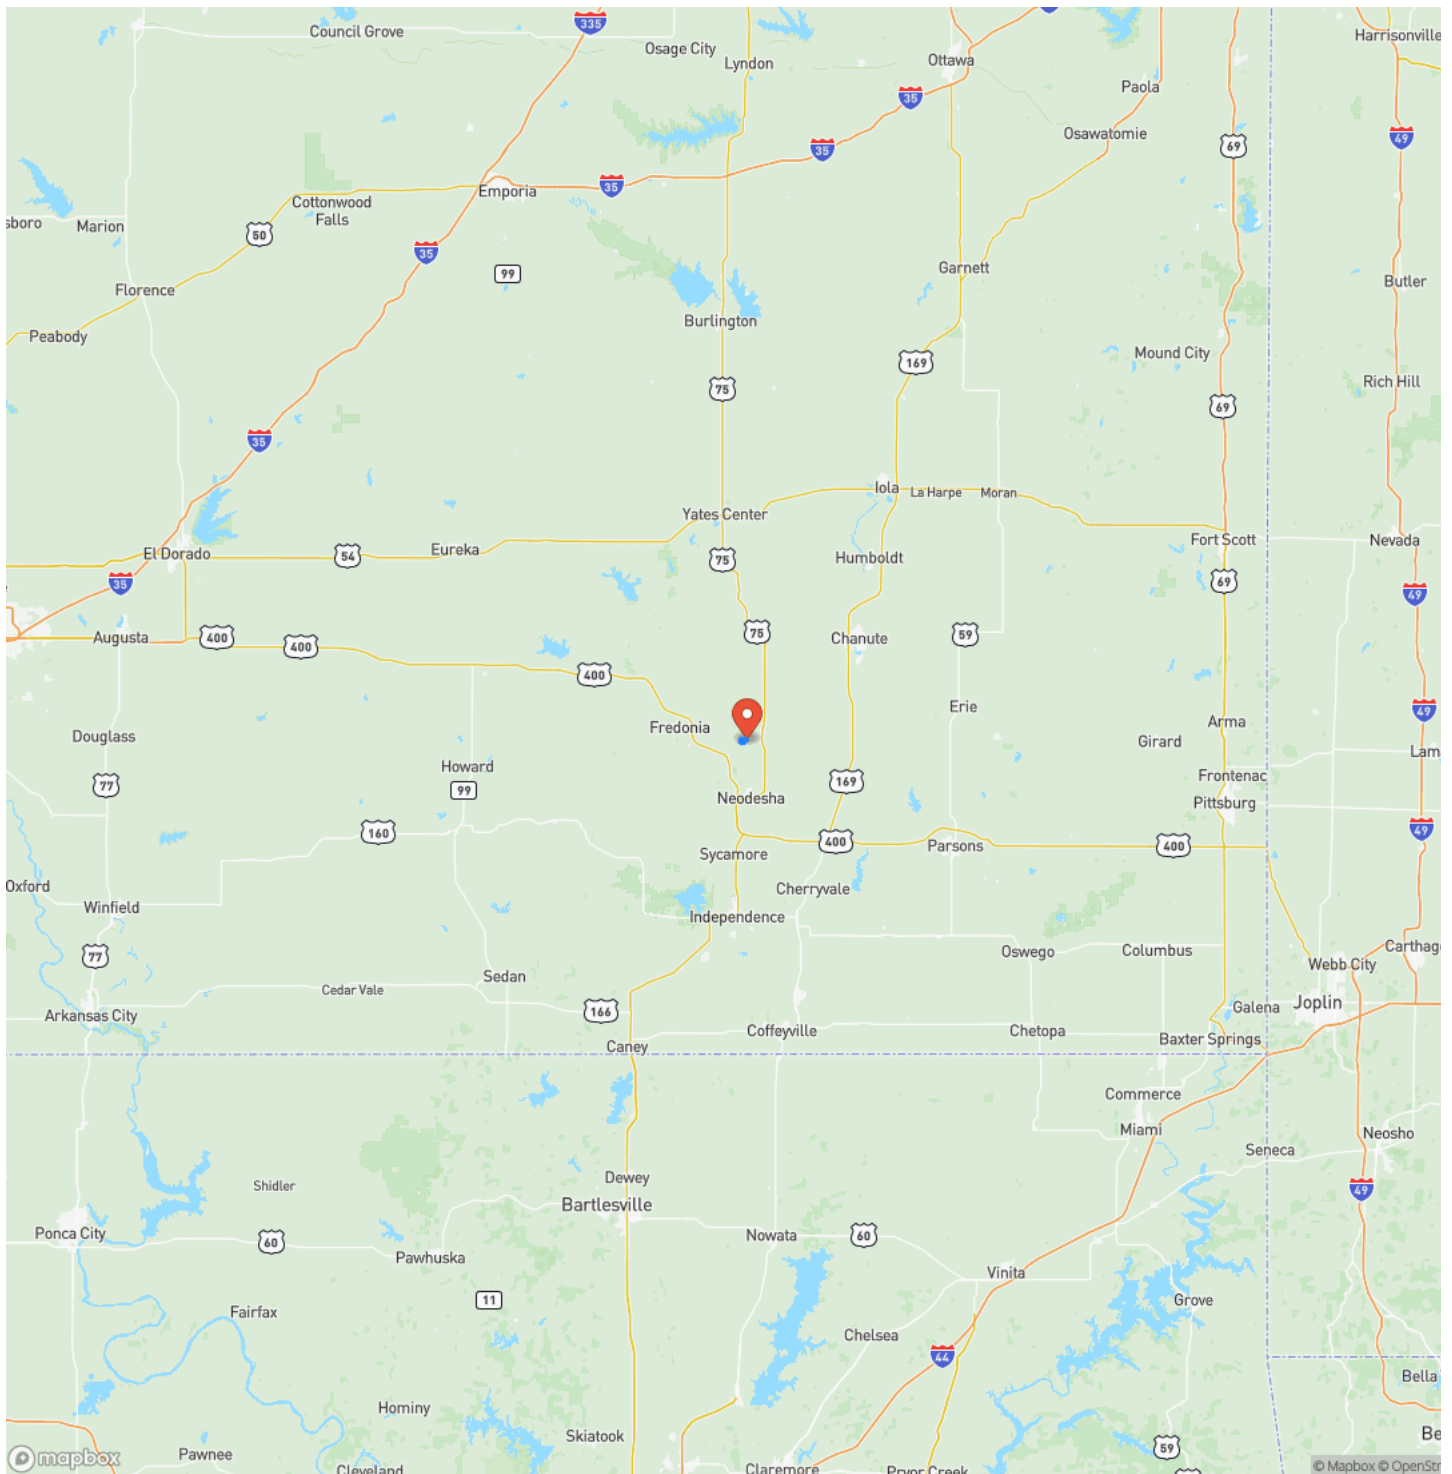 335
Council Grove
Osage City
Lyndon
Ottawa
Harrisonville
Paola
35
Osawatomie
69
49
35
35
Emporia
Cottonwood
Falls
sboro
Marion
50
35
99
Garnett
Florence
Butler
Burlington
Peabody
Mound City
169
75
Rich Hill
69
35
Iola
La Harpe
Moran
Yates Center
Fort Scott
Nevada
El Dorado
54
Eureka
75
Humboldt
35
69
49
Augusta
400
400
75
Chanute
59
400
Erie
49
Fredonia
Arma
Douglass
Girard
Lam
Howard
Frontenac
77
99
169
Neodesha
Pittsburg
160
400
49
Sycamore
Parsons
400
Oxford
Cherryvale
Winfield
Independence
77
Oswego
Columbus
Carthag
Webb City
Sedan
Cedar Vale
Joplin
Arkansas City
166
Galena
Coffeyville
Chetopa
Caney
Baxter Springs
Commerce
Miami
Neosho
Seneca
Dewey
Shidler
49
Bartlesville
Ponca City
60
Nowata
60
Pawhuska
Vinita
11
Grove
Fairfax
Chelsea
44
Bella
Hominy
Skiatook
Be
59
Pawnee
mapbox
Cleveland
Claremore
Pryor Creek
© Mapbox © OpenStr